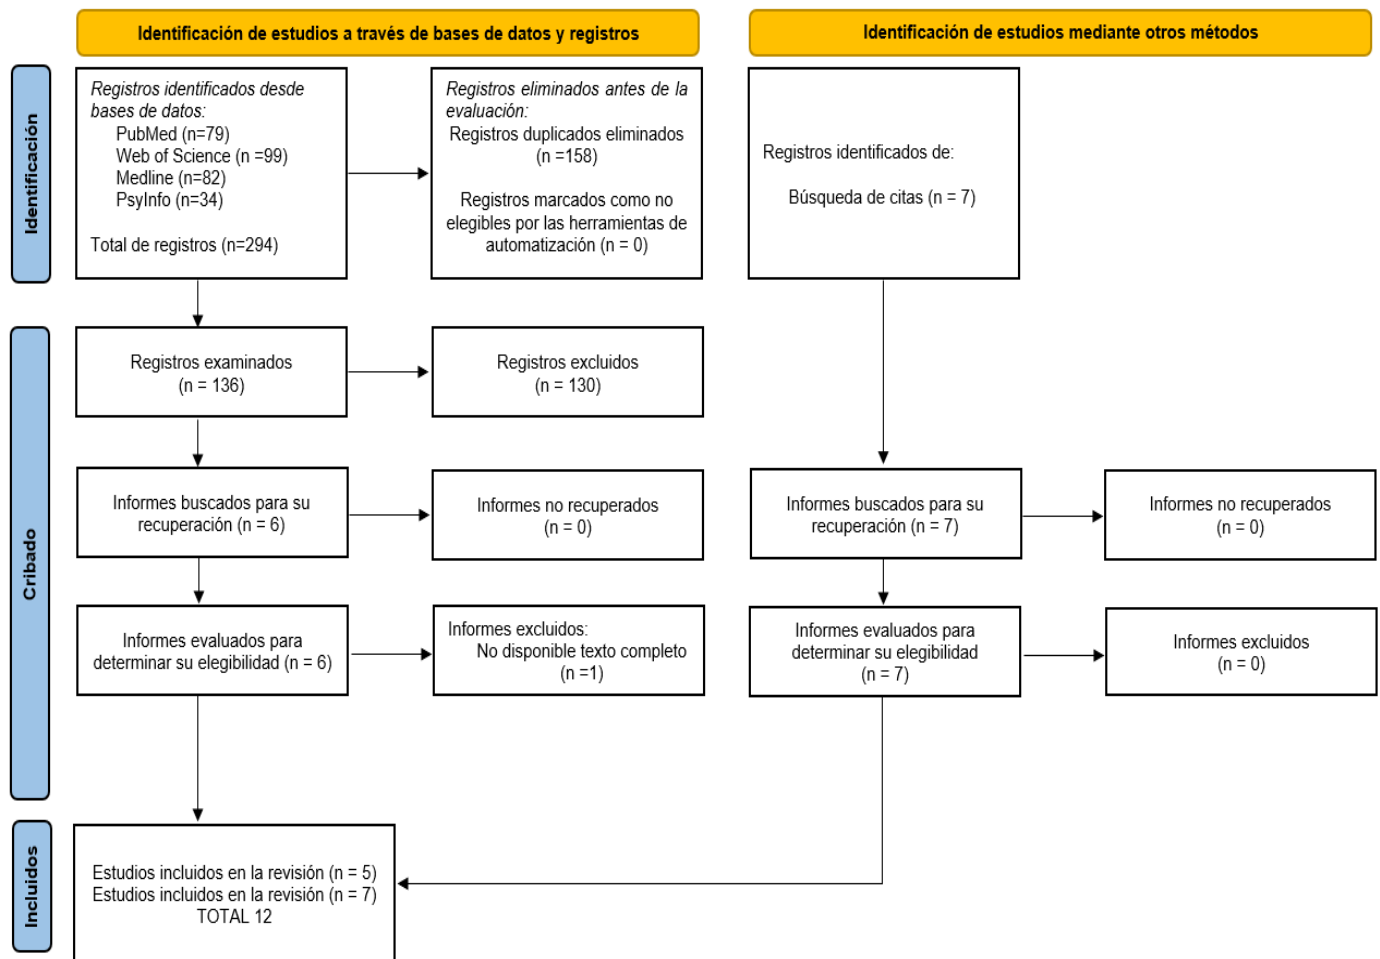 Identificación de estudios a través de bases de datos y registros
Identificación de estudios mediante otros métodos
Identificación
Registros identificados desde
bases de datos:
PubMed (n=79)
Web of Science (n =99)
Medline (n=82)
PsyInfo (n=34)
Total de registros (n=294)
Registros eliminados antes de la
evaluación:
Registros duplicados eliminados
(n =158)
Registros marcados como no
elegibles por las herramientas de
automatización (n = 0)
Registros identificados de:
Búsqueda de citas (n = 7)
Cribado
Registros examinados
(n = 136)
Registros excluidos
(n = 130)
Informes buscados para su
recuperación (n = 6)
Informes no recuperados
(n = 0)
Informes buscados para su
recuperación (n = 7)
Informes no recuperados
(n = 0)
Informes evaluados para
determinar su elegibilidad (n = 6)
Informes excluidos:
No disponible texto completo
(n =1)
Informes evaluados para
determinar su elegibilidad
(n = 7)
Informes excluidos
(n = 0)
Incluidos
Estudios incluidos en la revisión (n = 5)
Estudios incluidos en la revisión (n = 7)
TOTAL 12